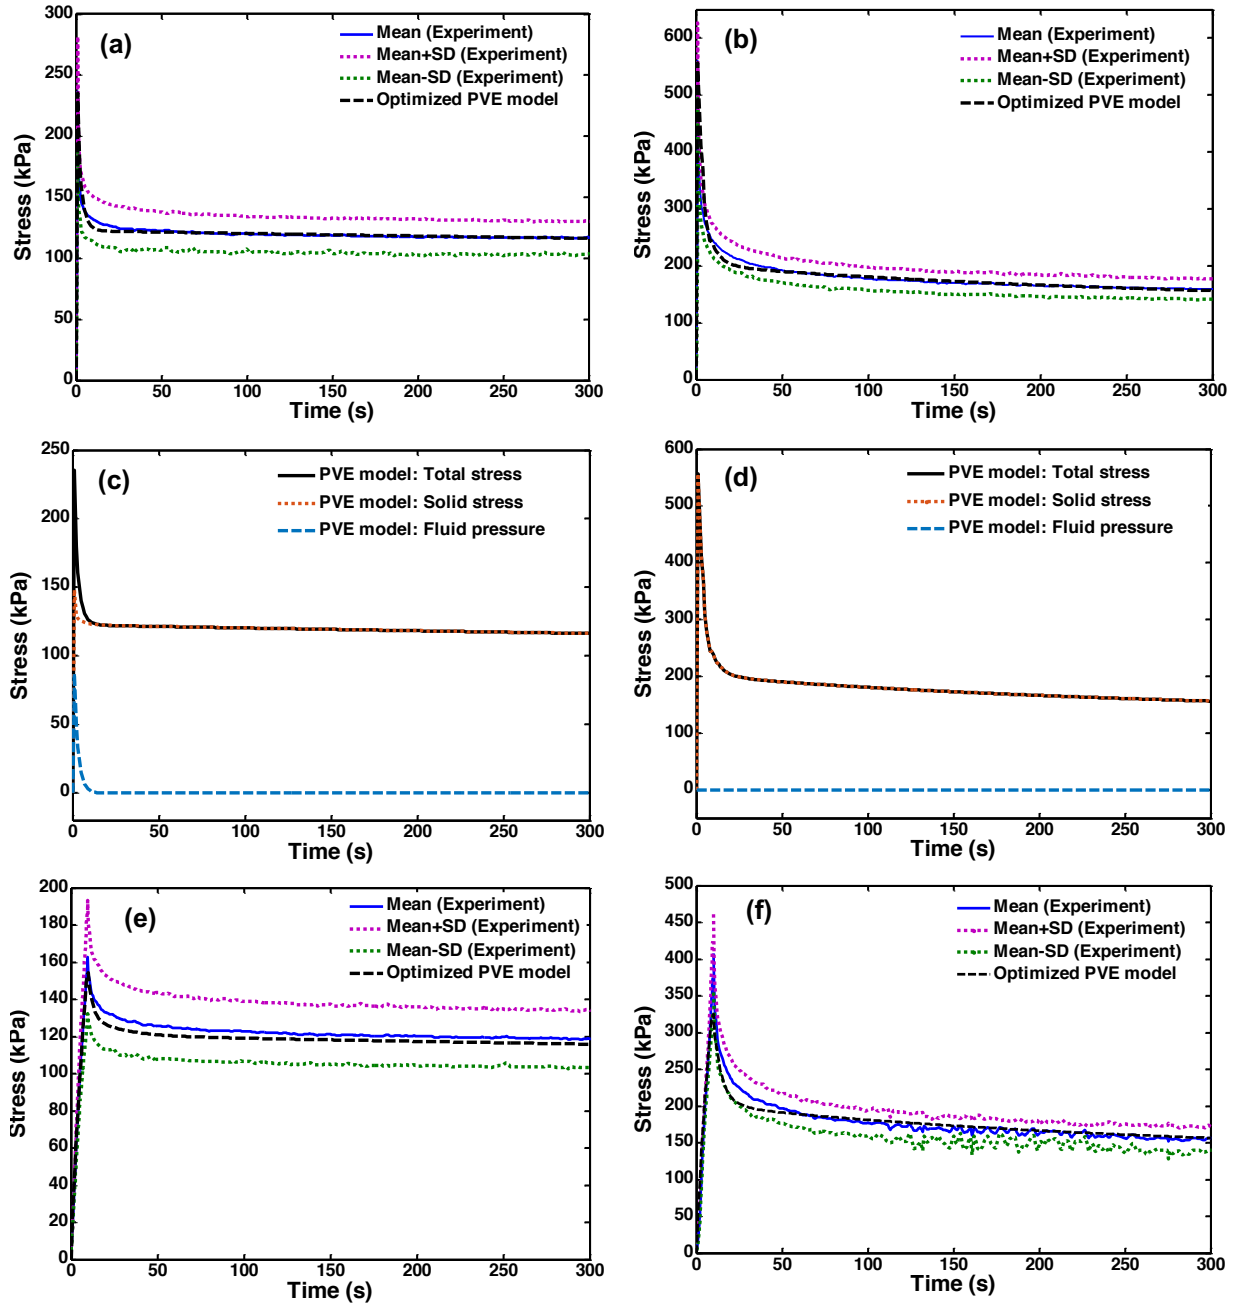 (a)
Mean (Experiment)
Mean+SD (Experiment)
Mean-SD (Experiment)
Optimized PVE model
Stress (kPa)
300
250
200
150
100
50
0
0 50 100 150 200 250 300
Time (s)
(b)
Mean (Experiment)
Mean+SD (Experiment)
Mean-SD (Experiment)
Optimized PVE model
Stress (kPa)
600
500
400
300
200
100
0
0 50 100 150 200 250 300
Time (s)
(c)
PVE model: Total stress
PVE model: Solid stress
PVE model: Fluid pressure
Stress (kPa)
250
200
150
100
50
0
0 50 100 150 200 250 300
Time (s)
(d)
PVE model: Total stress
PVE model: Solid stress
PVE model: Fluid pressure
Stress (kPa)
600
500
400
300
200
100
0
0 50 100 150 200 250 300
Time (s)
(e)
Mean (Experiment)
Mean+SD (Experiment)
Mean-SD (Experiment)
Optimized PVE model
Stress (kPa)
200
180
160
140
120
100
80
60
40
20
0
0 50 100 150 200 250 300
Time (s)
(f)
Mean (Experiment)
Mean+SD (Experiment)
Mean-SD (Experiment)
Optimized PVE model
Stress (kPa)
500
450
400
350
300
250
200
150
100
50
0
0 50 100 150 200 250 300
Time (s)